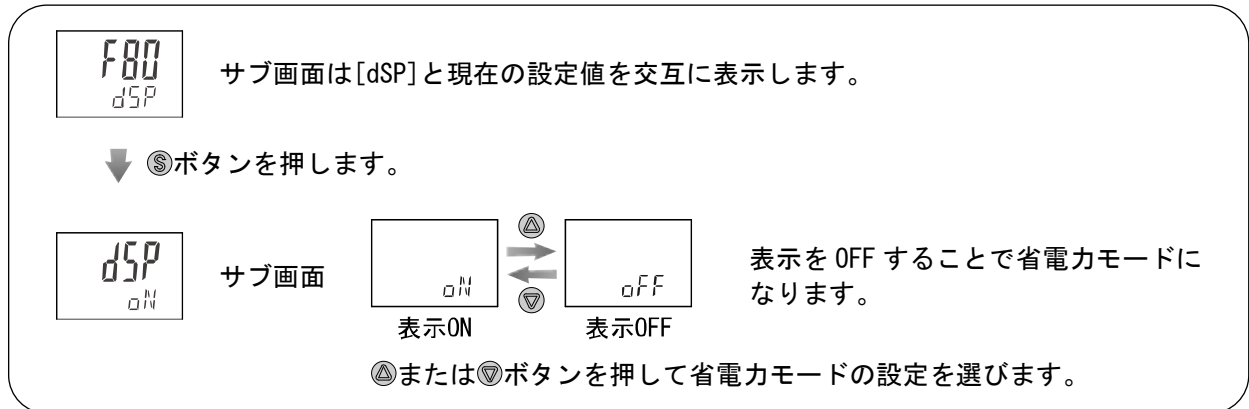 F80
dSP
サブ画面は[dSP]と現在の設定値を交互に表示します。
Ⓢボタンを押します。
dSP
oN
サブ画面
oN
oFF
表示ON
表示OFF
表示を OFF することで省電力モードに
なります。
△または▽ボタンを押して省電力モードの設定を選びます。